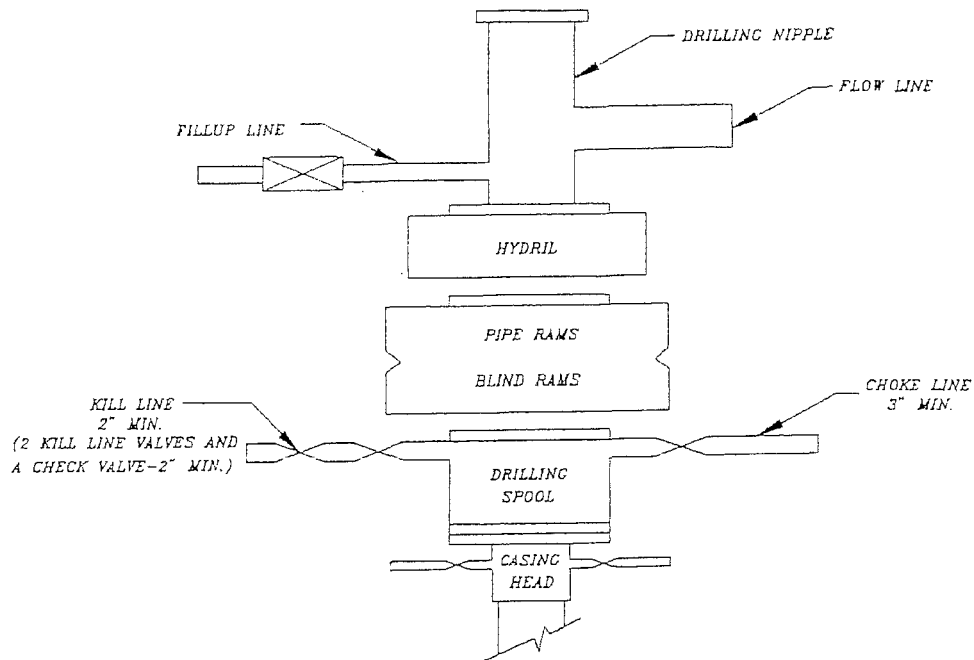 DRILLING NIPPLE
FLOW LINE
FILLUP LINE
HYDRIL
PIPE RAMS
BLIND RAMS
CHOKE LINE
3" MIN.
KILL LINE
2" MIN.
(2 KILL LINE VALVES AND
A CHECK VALVE-2" MIN.)
DRILLING
SPOOL
CASING
HEAD